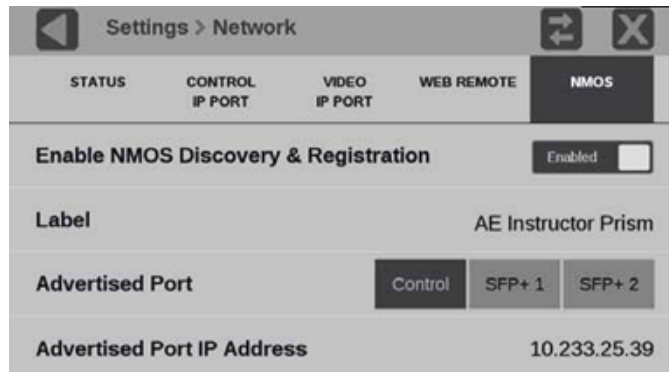 Settings > Network
STATUS
CONTROL
IP PORT
VIDEO
IP PORT
WEB REMOTE
NMOS
Enable NMOS Discovery & Registration
Enabled
Label
AE Instructor Prism
Advertised Port
Control
SFP+ 1
SFP+ 2
Advertised Port IP Address
10.233.25.39